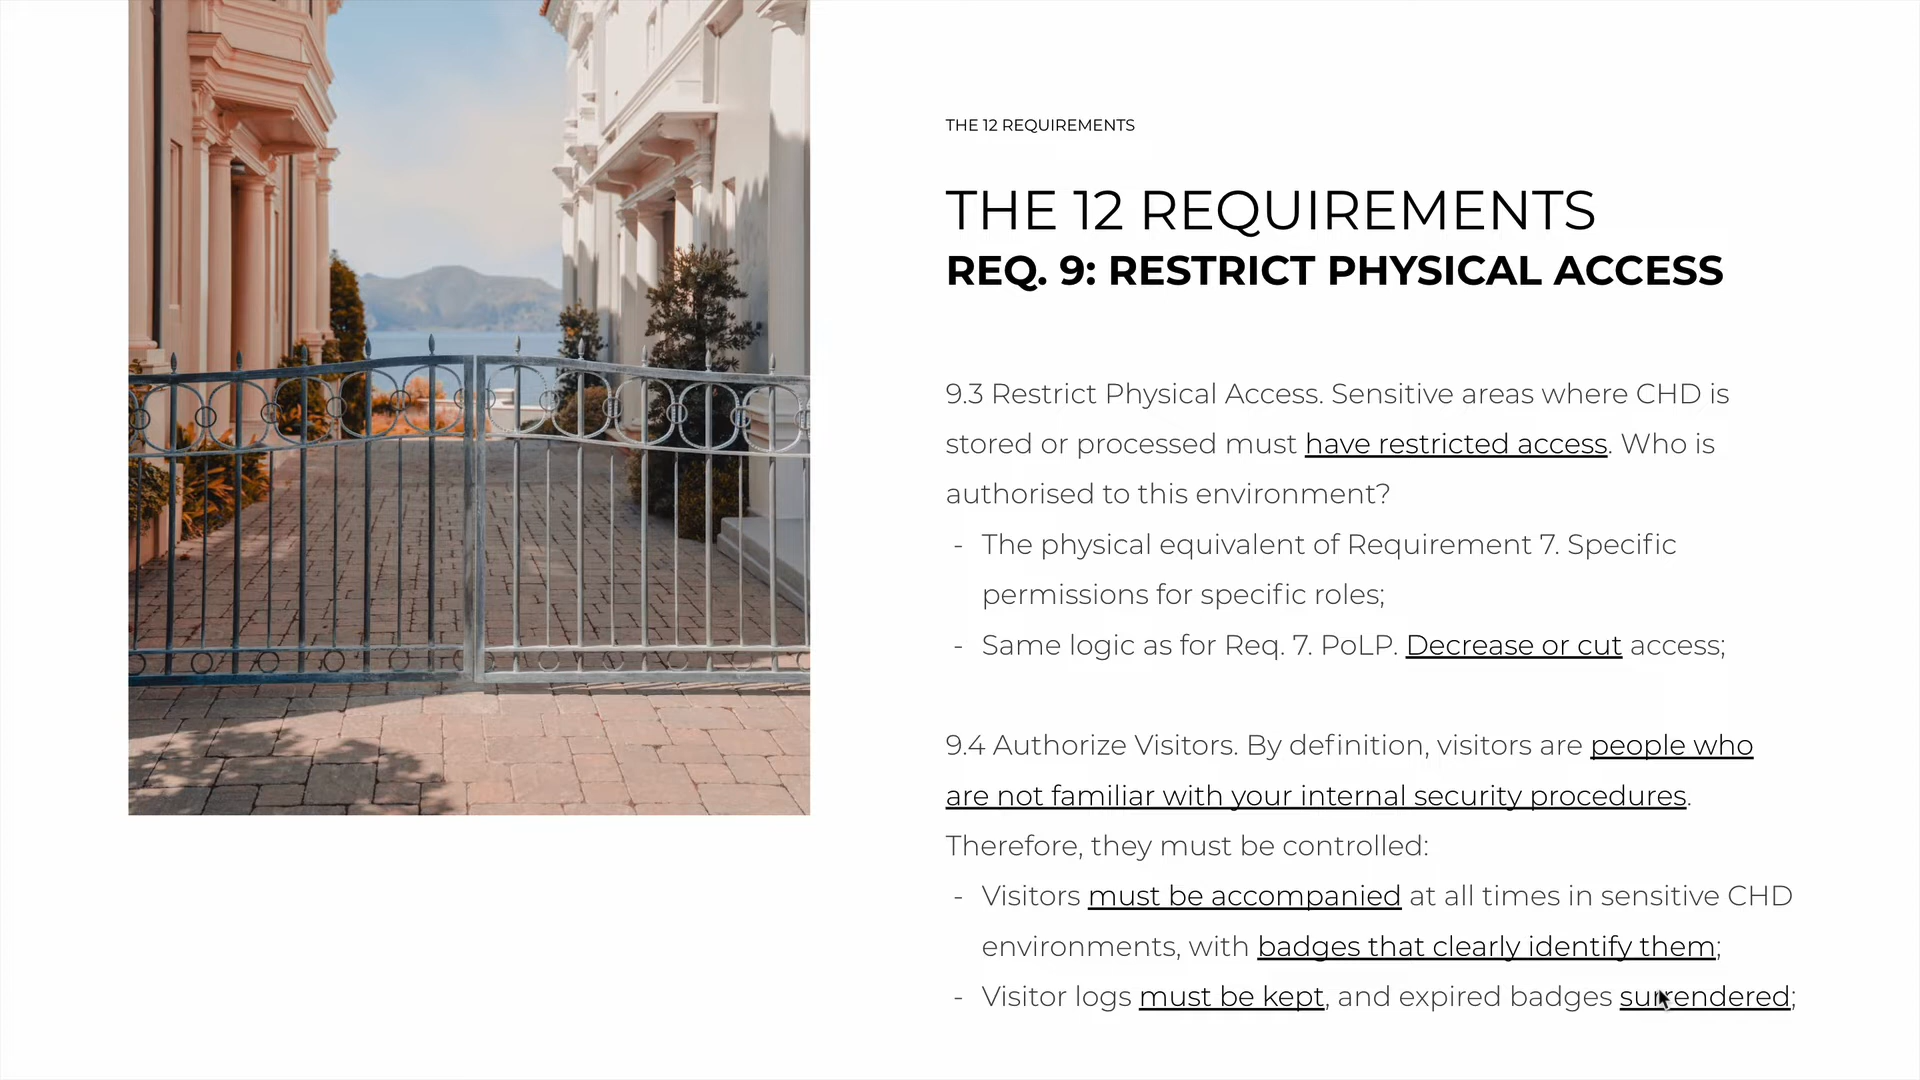 THE 12 REQUIREMENTS
THE 12 REQUIREMENTS
REQ. 9: RESTRICT PHYSICAL ACCESS
9.3 Restrict Physical Access. Sensitive areas where CHD is
stored or processed must have restricted access. Who is
authorised to this environment?
- The physical equivalent of Requirement 7. Specific
permissions for specific roles;
- Same logic as for Req. 7. PoLP. Decrease or cut access;
9.4 Authorize Visitors. By definition, visitors are people who
are not familiar with your internal security procedures.
Therefore, they must be controlled:
- Visitors must be accompanied at all times in sensitive CHD
environments, with badges that clearly identify them;
- Visitor logs must be kept, and expired badges surrendered;